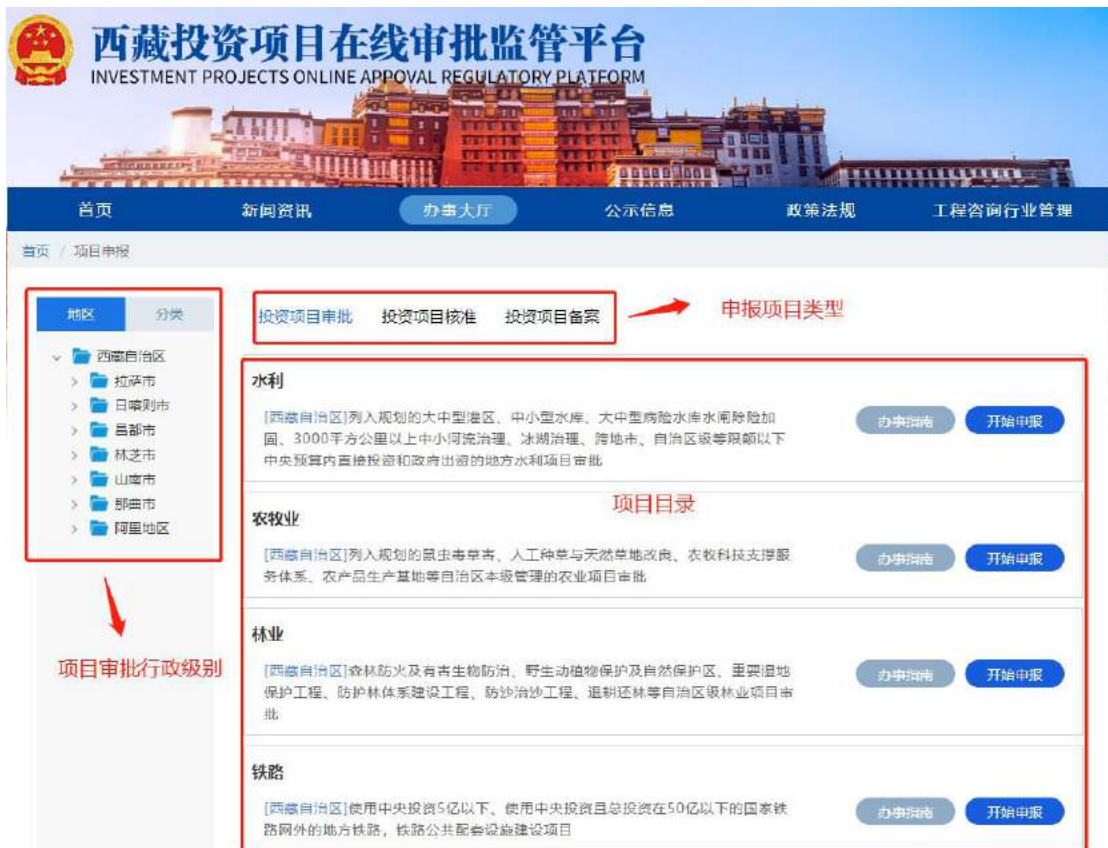 西藏投资项目在线审批监管平台
INVESTMENT PROJECTS ONLINE APPOVAL REGULATORY PLATFORM
首页 新闻资讯 办事大厅 公示信息 政策法规 工程咨询行业管理
首页 / 项目申报
地区 分类
西藏自治区
拉萨市
日喀则市
昌都市
林芝市
山南市
那曲市
阿里地区
项目审批行政级别
投资项目审批 投资项目核准 投资项目备案
申报项目类型
水利
[西藏自治区]列入规划的大中型灌区、中小型水库、大中型病险水库水闸除险加
固、3000平方公里以上中小河流治理、冰湖治理、跨地市、自治区级等限额以下
中央预算内直接投资和政府出资的地方水利项目审批
办事指南 开始申报
项目目录
农牧业
[西藏自治区]列入规划的鼠虫毒草害、人工种草与天然草地改良、农牧科技支撑服
务体系、农产品生产基地等自治区本级管理的农业项目审批
办事指南 开始申报
林业
[西藏自治区]森林防火及有害生物防治、野生动植物保护及自然保护区、重要湿地
保护工程、防护林体系建设工程、防沙治沙工程、退耕还林等自治区级林业项目审
批
办事指南 开始申报
铁路
[西藏自治区]使用中央投资5亿以下、使用中央投资且总投资在50亿以下的国家铁
路网外的地方铁路，铁路公共配套设施建设项目
办事指南 开始申报